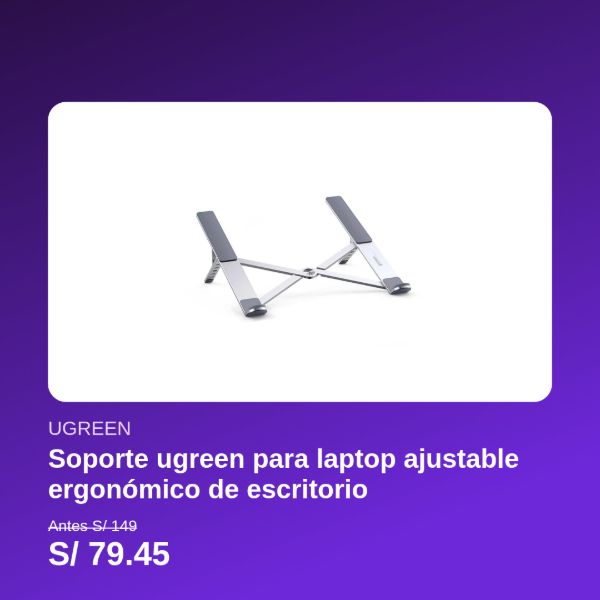 UGREEN
Soporte ugreen para laptop ajustable
ergonómico de escritorio
Antes S/ 149
S/ 79.45